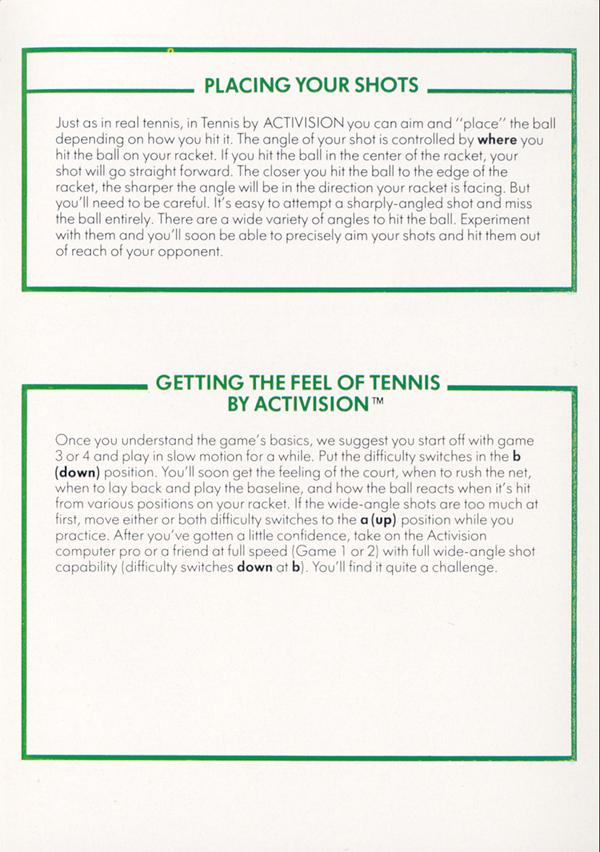 PLACING YOUR SHOTS
Just as in real tennis, in Tennis by ACTIVISION you can aim and "place" the ball
depending on how you hit it. The angle of your shot is controlled by where you
hit the ball on your racket. If you hit the ball in the center of the racket, your
shot will go straight forward. The closer you hit the ball to the edge of the
racket, the sharper the angle will be in the direction your racket is facing. But
you'll need to be careful. It's easy to attempt a sharply-angled shot and miss
the ball entirely. There are a wide variety of angles to hit the ball. Experiment
with them and you'll soon be able to precisely aim your shots and hit them out
of reach of your opponent.
GETTING THE FEEL OF TENNIS
BY ACTIVISION™
Once you understand the game's basics, we suggest you start off with game
3 or 4 and play in slow motion for a while. Put the difficulty switches in the b
(down) position. You'll soon get the feeling of the court, when to rush the net,
when to lay back and play the baseline, and how the ball reacts when it's hit
from various positions on your racket. If the wide-angle shots are too much at
first, move either or both difficulty switches to the a (up) position while you
practice. After you've gotten a little confidence, take on the Activision
computer pro or a friend at full speed (Game 1 or 2) with full wide-angle shot
capability (difficulty switches down at b). You'll find it quite a challenge.